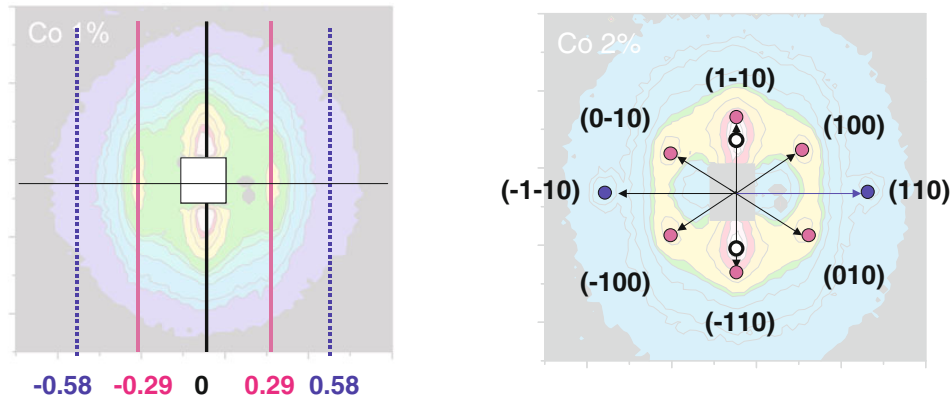 Co 1%
-0.58 -0.29 0 0.29 0.58
Co 2%
(1-10)
(0-10)
(100)
(-1-10)
(110)
(-100)
(010)
(-110)